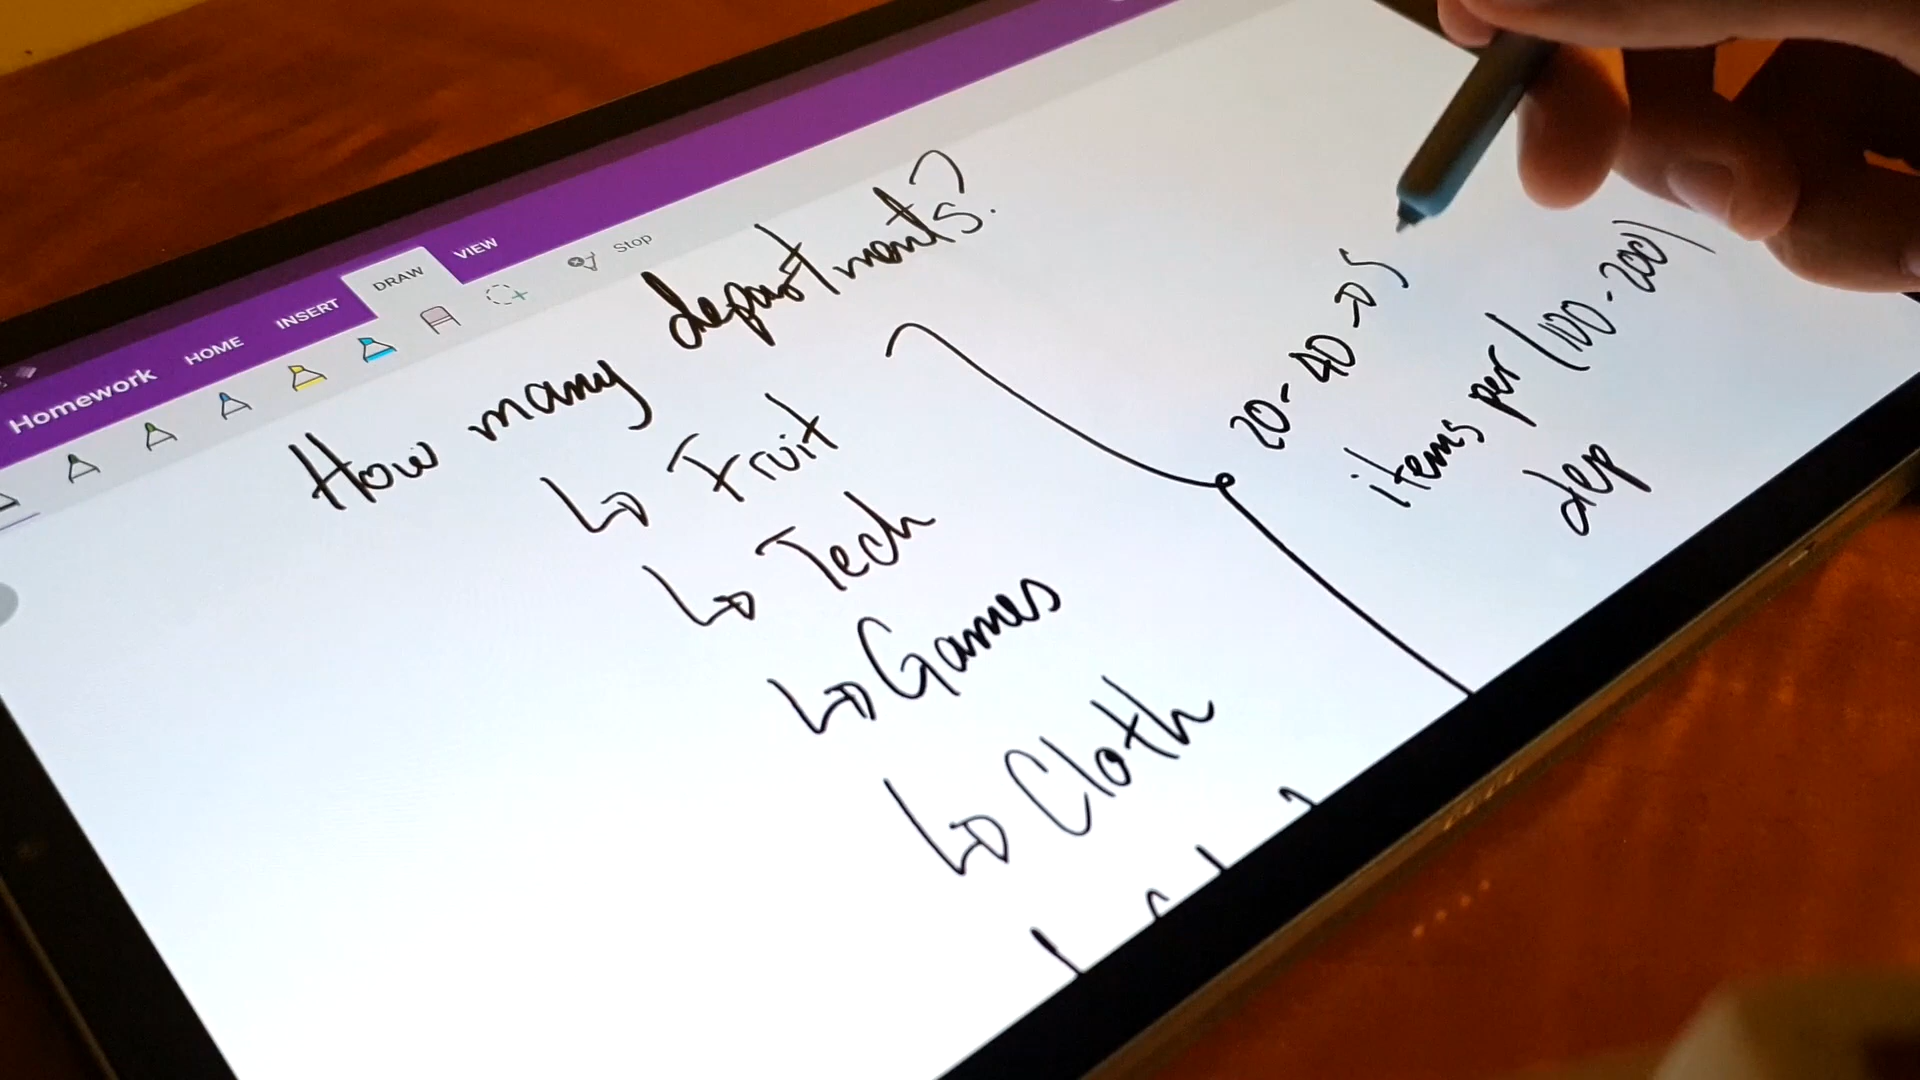 Homework HOME INSERT DRAW VIEW
Stop
How many departments?
Fruit
Tech
Games
Cloth
20-40
items per (100-200)
dep